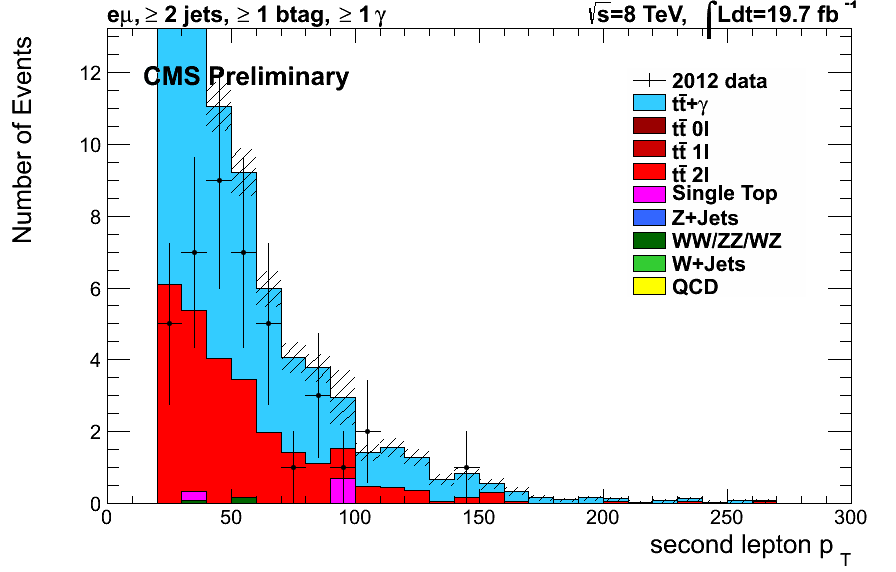 eμ, ≥ 2 jets, ≥ 1 btag, ≥ 1 γ
√s=8 TeV, ∫Ldt=19.7 fb⁻¹
CMS Preliminary
Number of Events
12
10
8
6
4
2
0
2012 data
tt̄+γ
tt̄ 0l
tt̄ 1l
tt̄ 2l
Single Top
Z+Jets
WW/ZZ/WZ
W+Jets
QCD
0 50 100 150 200 250 300
second lepton p_T